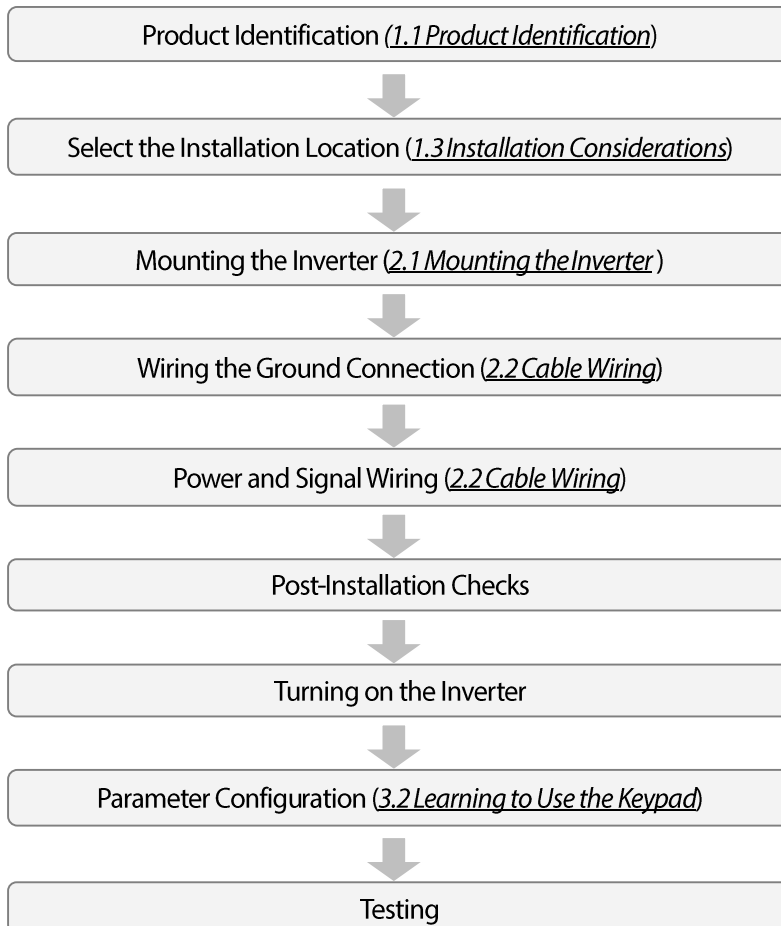 Product Identification (1.1 Product Identification)
Select the Installation Location (1.3 Installation Considerations)
Mounting the Inverter (2.1 Mounting the Inverter )
Wiring the Ground Connection (2.2 Cable Wiring)
Power and Signal Wiring (2.2 Cable Wiring)
Post-Installation Checks
Turning on the Inverter
Parameter Configuration (3.2 Learning to Use the Keypad)
Testing